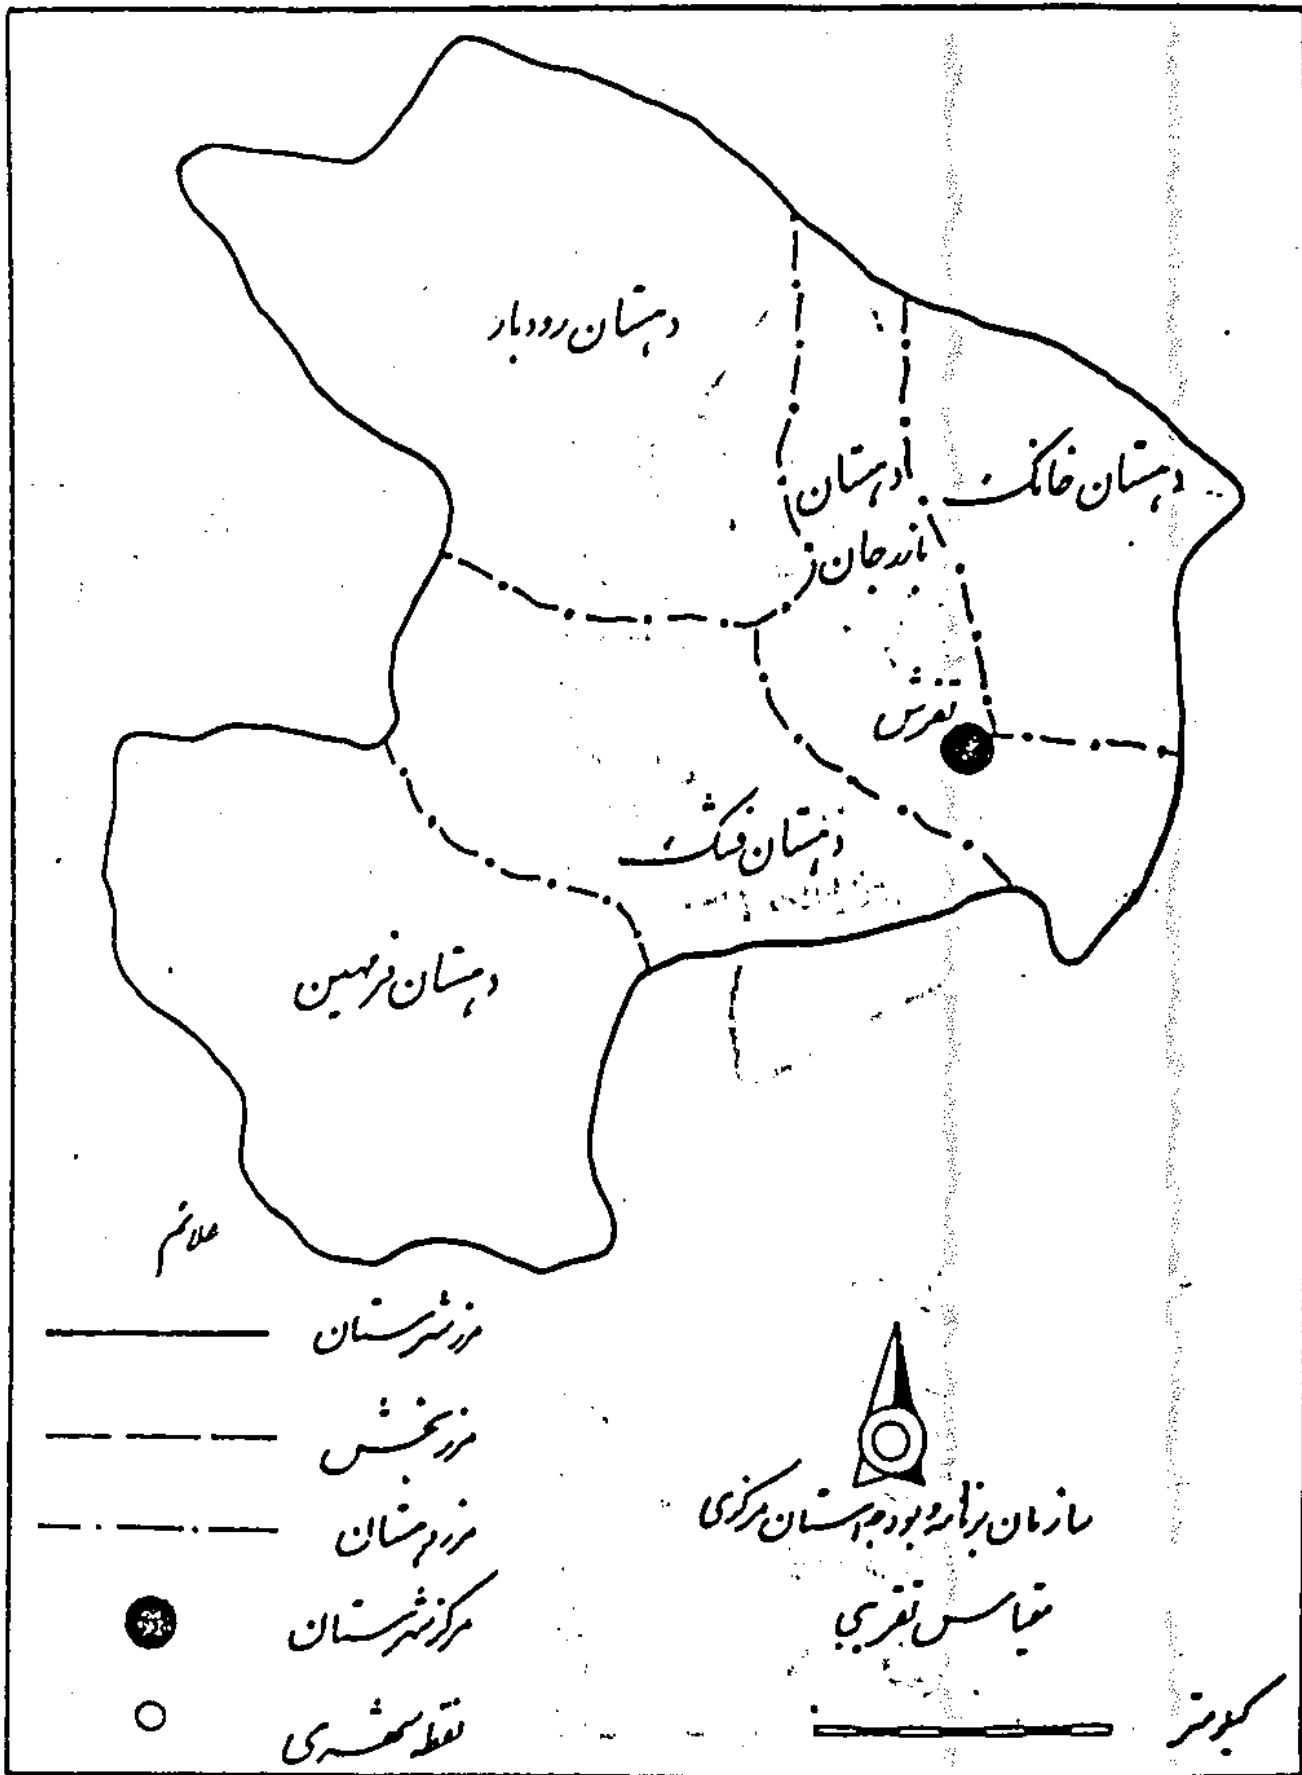 دهستان رودبار
دهستان خانک
دهستان
بازرجان
تفرش
دهستان فشک
دهستان فرمهین
علائم
مرز شهرستان
مرز بخش
مرز دهستان
مرکز شهرستان
نقطه شهری
سازمان برنامه و بودجه استان مرکزی
مقیاس تقریبی
کیلومتر